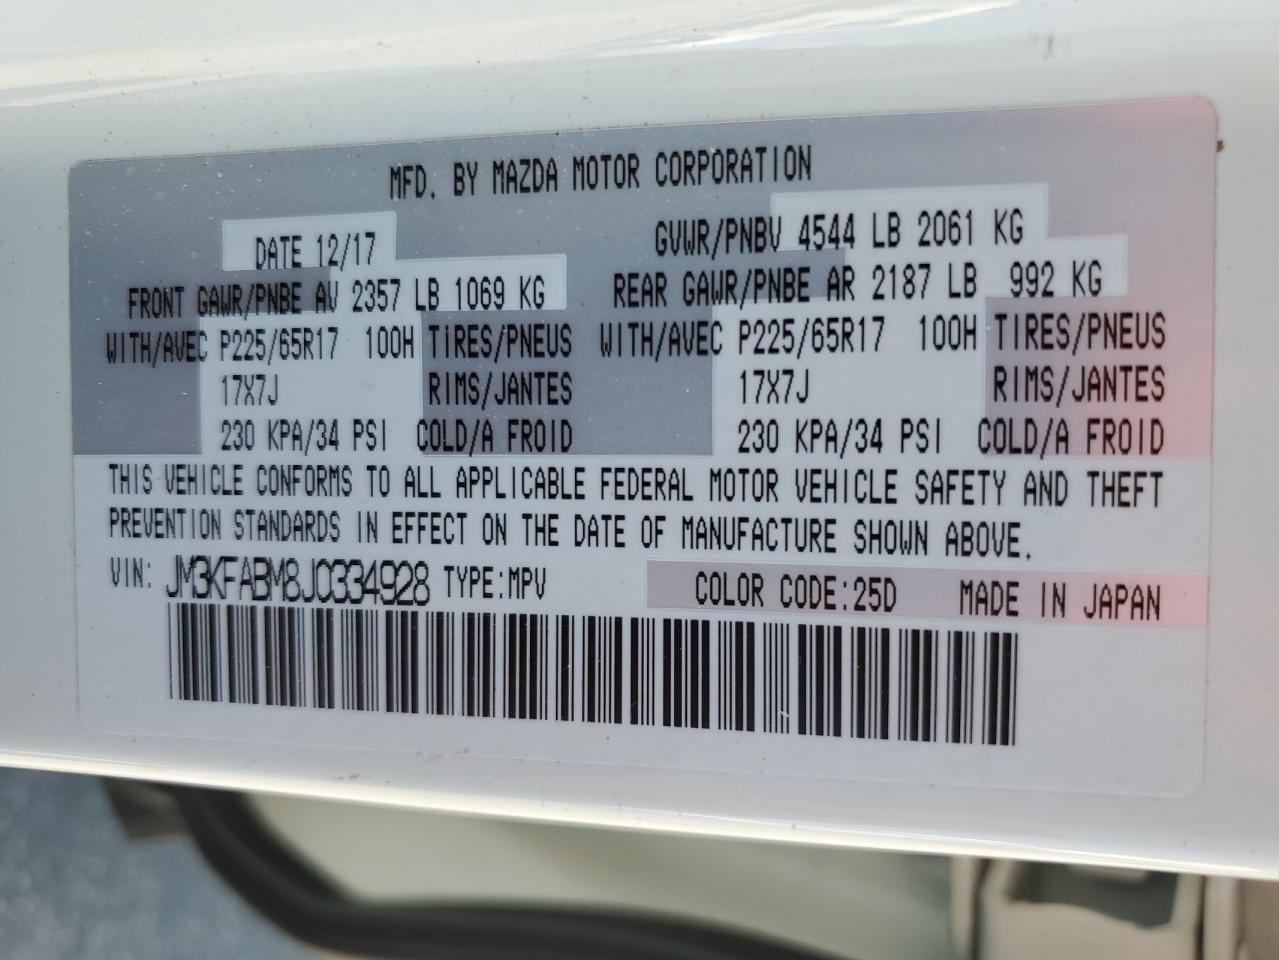 MFD. BY MAZDA MOTOR CORPORATION
DATE 12/17 GVWR/PNBV 4544 LB 2061 KG
FRONT GAWR/PNBE AV 2357 LB 1069 KG REAR GAWR/PNBE AR 2187 LB 992 KG
WITH/AVEC P225/65R17 100H TIRES/PNEUS WITH/AVEC P225/65R17 100H TIRES/PNEUS
17X7J RIMS/JANTES 17X7J RIMS/JANTES
230 KPA/34 PSI COLD/A FROID 230 KPA/34 PSI COLD/A FROID
THIS VEHICLE CONFORMS TO ALL APPLICABLE FEDERAL MOTOR VEHICLE SAFETY AND THEFT
PREVENTION STANDARDS IN EFFECT ON THE DATE OF MANUFACTURE SHOWN ABOVE.
VIN: JM3KFABM8J0334928 TYPE:MPV COLOR CODE:25D MADE IN JAPAN